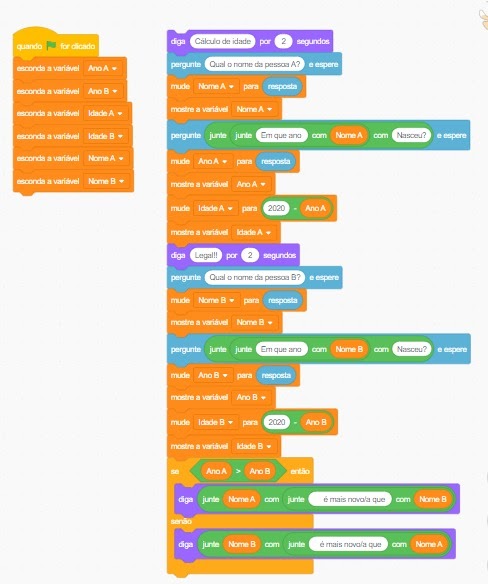 quando for clicado
esconda a variável Ano A
esconda a variável Ano B
esconda a variável Idade A
esconda a variável Idade B
esconda a variável Nome A
esconda a variável Nome B
diga Cálculo de idade por 2 segundos
pergunte Qual o nome da pessoa A? e espere
mude Nome A para resposta
mostre a variável Nome A
pergunte junte junte Em que ano com Nome A com Nasceu? e espere
mude Ano A para resposta
mostre a variável Ano A
mude Idade A para 2020 - Ano A
mostre a variável Idade A
diga Legal!! por 2 segundos
pergunte Qual o nome da pessoa B? e espere
mude Nome B para resposta
mostre a variável Nome B
pergunte junte junte Em que ano com Nome B com Nasceu? e espere
mude Ano B para resposta
mostre a variável Ano B
mude Idade B para 2020 - Ano B
mostre a variável Idade B
se Ano A > Ano B então
diga junte Nome A com junte é mais novo/a que com Nome B
senão
diga junte Nome B com junte é mais novo/a que com Nome A